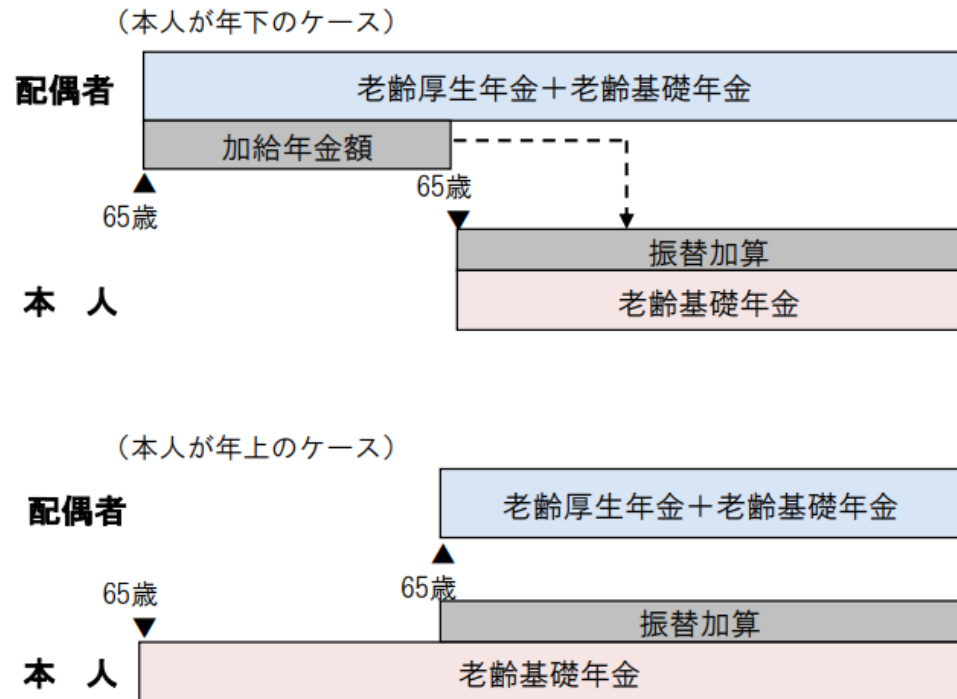 （本人が年下のケース）
配偶者
老齢厚生年金＋老齢基礎年金
加給年金額
65歳
65歳
振替加算
本　人
老齢基礎年金
（本人が年上のケース）
配偶者
老齢厚生年金＋老齢基礎年金
65歳
65歳
振替加算
本　人
老齢基礎年金